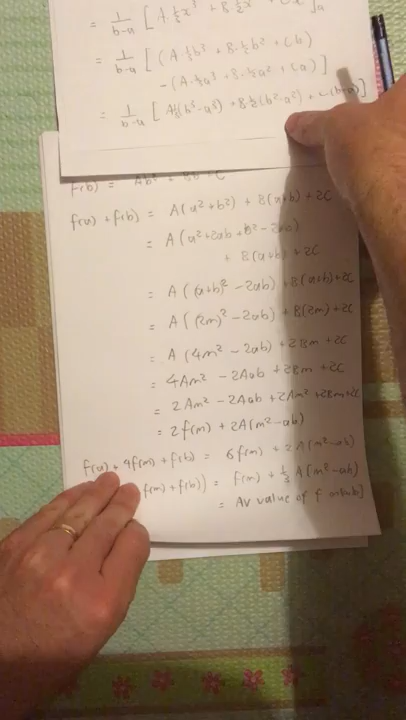 = 1/(b-a) [ A·⅓x³ + B·½x² + Cx ]a
= 1/(b-a) [ (A·⅓b³ + B·½b² + Cb)
- (A·⅓a³ + B·½a² + Ca) ]
= 1/(b-a) [ A⅓(b³-a³) + B½(b²-a²) + C(b-a) ]
f(b) = Ab² + Bb + C
f(a) + f(b) = A(a²+b²) + B(a+b) + 2C
= A(a²+2ab+b²-2ab)
+ B(a+b) + 2C
= A((a+b)² - 2ab) + B(a+b)+2C
= A((2m)² - 2ab) + B(2m) + 2C
= A(4m² - 2ab) + 2Bm + 2C
= 4Am² - 2Aab + 2Bm + 2C
= 2Am² - 2Aab + 2Am² + 2Bm + 2C
= 2f(m) + 2A(m²-ab)
f(a) + 4f(m) + f(b) = 6f(m) + 2A(m²-ab)
f(m) + f(b)) = f(m) + ⅓A(m²-ab)
= Av value of f on [a,b]